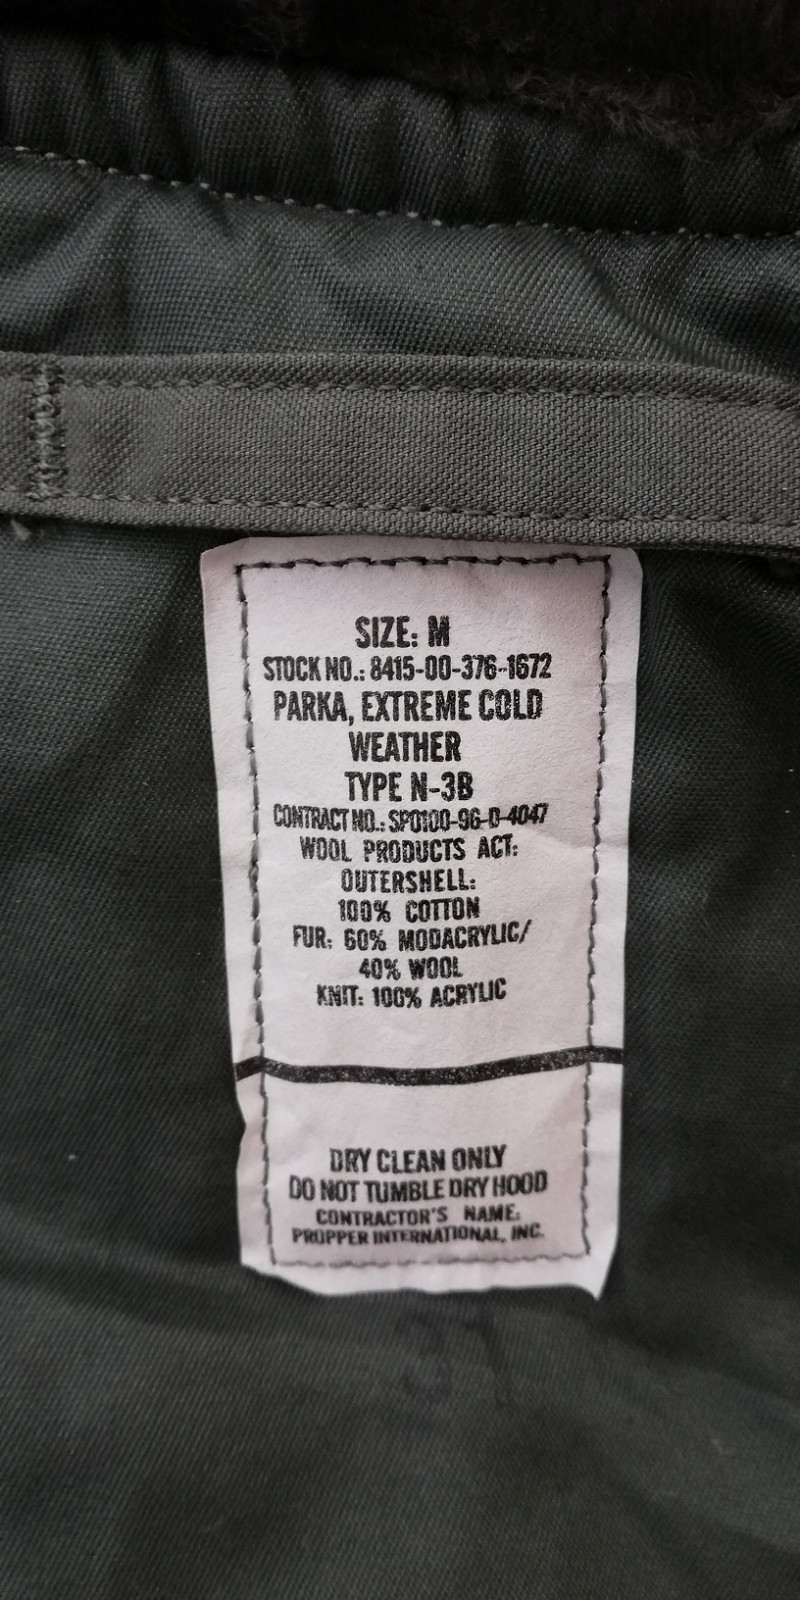 SIZE: M
STOCK NO.: 8415-00-376-1672
PARKA, EXTREME COLD
WEATHER
TYPE N-3B
CONTRACT NO.: SPO100-96-D-4047
WOOL PRODUCTS ACT:
OUTERSHELL:
100% COTTON
FUR: 60% MODACRYLIC/
40% WOOL
KNIT: 100% ACRYLIC
DRY CLEAN ONLY
DO NOT TUMBLE DRY HOOD
CONTRACTOR'S NAME:
PROPPER INTERNATIONAL, INC.